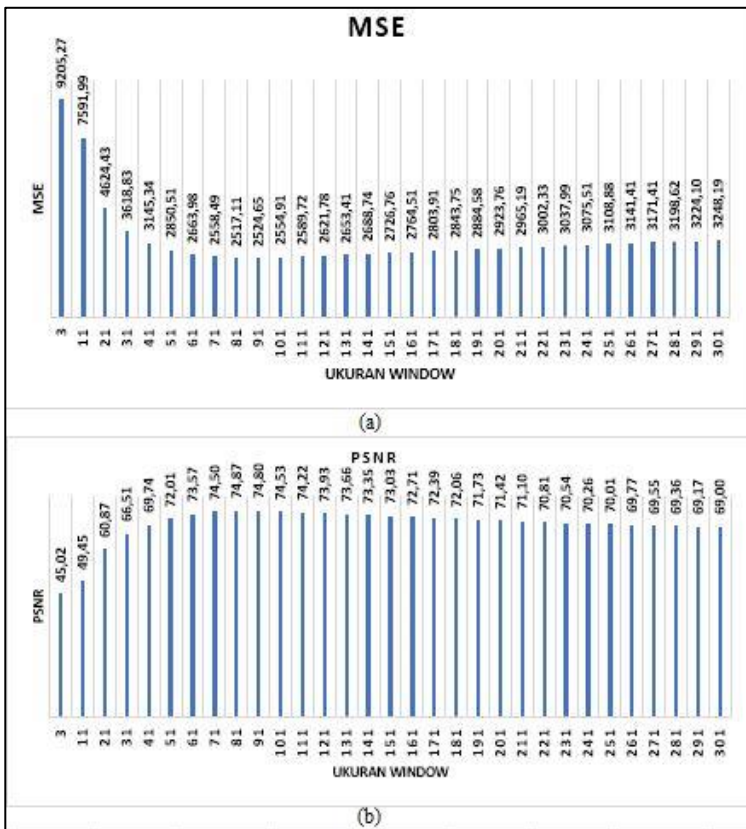 MSE
9205,27 7591,99 4624,43 3618,83 3145,34 2850,51 2663,98 2558,49 2517,11 2524,65 2554,91 2589,72 2621,78 2653,41 2688,74 2726,76 2764,51 2803,91 2843,75 2884,58 2923,76 2965,19 3002,33 3037,99 3075,51 3108,88 3141,41 3171,41 3198,62 3224,10 3248,19
MSE
3 11 21 31 41 51 61 71 81 91 101 111 121 131 141 151 161 171 181 191 201 211 221 231 241 251 261 271 281 291 301
UKURAN WINDOW
(a)
PSNR
45,02 49,45 60,87 66,51 69,74 72,01 73,57 74,50 74,87 74,80 74,53 74,22 73,93 73,66 73,35 73,03 72,71 72,39 72,06 71,73 71,42 71,10 70,81 70,54 70,26 70,01 69,77 69,55 69,36 69,17 69,00
PSNR
3 11 21 31 41 51 61 71 81 91 101 111 121 131 141 151 161 171 181 191 201 211 221 231 241 251 261 271 281 291 301
UKURAN WINDOW
(b)